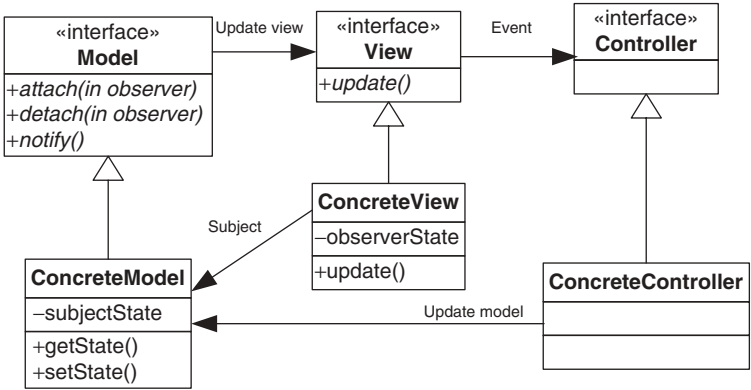 «interface»
Model
+attach(in observer)
+detach(in observer)
+notify()
Update view
«interface»
View
+update()
Event
«interface»
Controller
Subject
ConcreteView
–observerState
+update()
ConcreteModel
–subjectState
+getState()
+setState()
Update model
ConcreteController